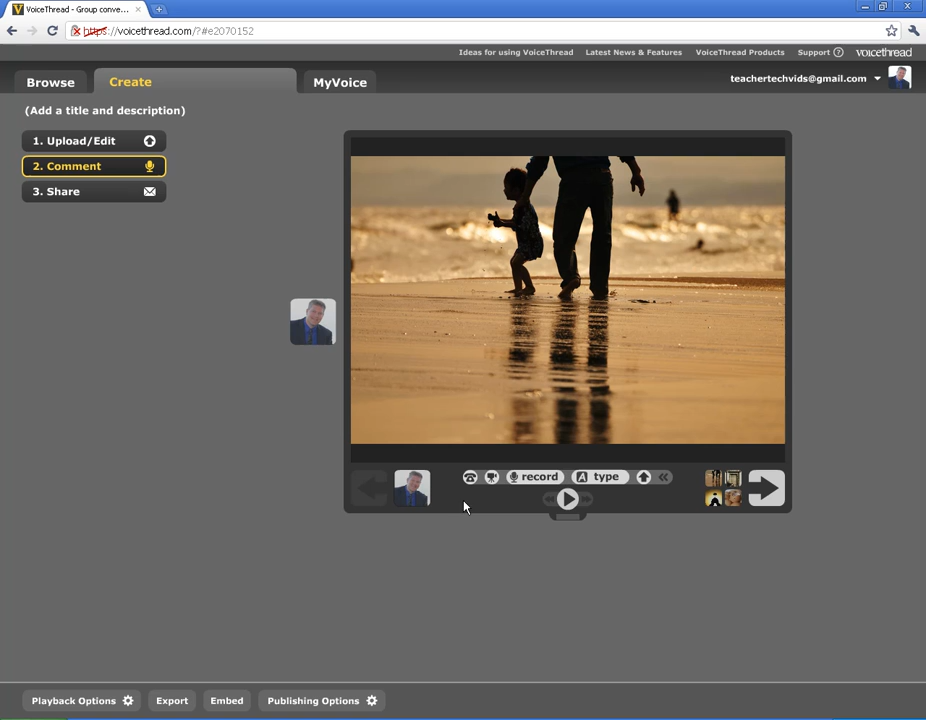 VoiceThread - Group conve...
https://voicethread.com/?#e2070152
Ideas for using VoiceThread Latest News & Features VoiceThread Products Support ? voicethread
Browse Create MyVoice teachertechvids@gmail.com
(Add a title and description)
1. Upload/Edit
2. Comment
3. Share
record A type
Playback Options Export Embed Publishing Options